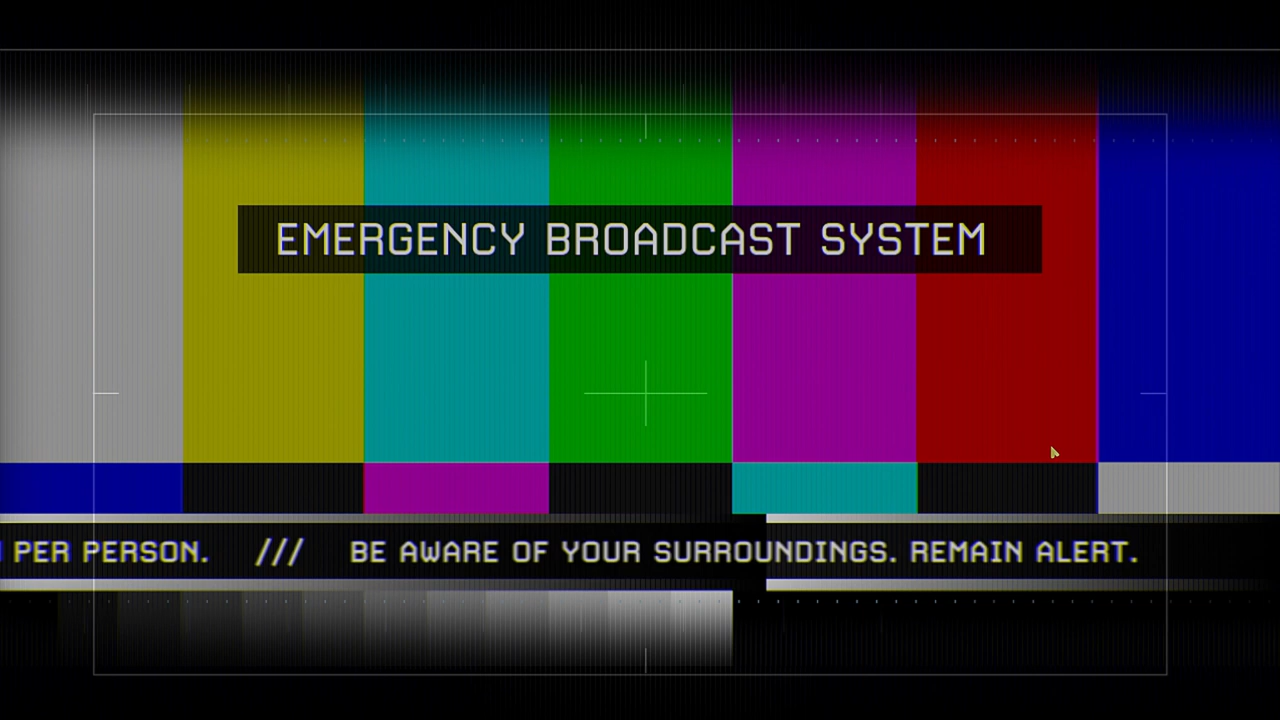 EMERGENCY BROADCAST SYSTEM
PER PERSON. /// BE AWARE OF YOUR SURROUNDINGS. REMAIN ALERT.